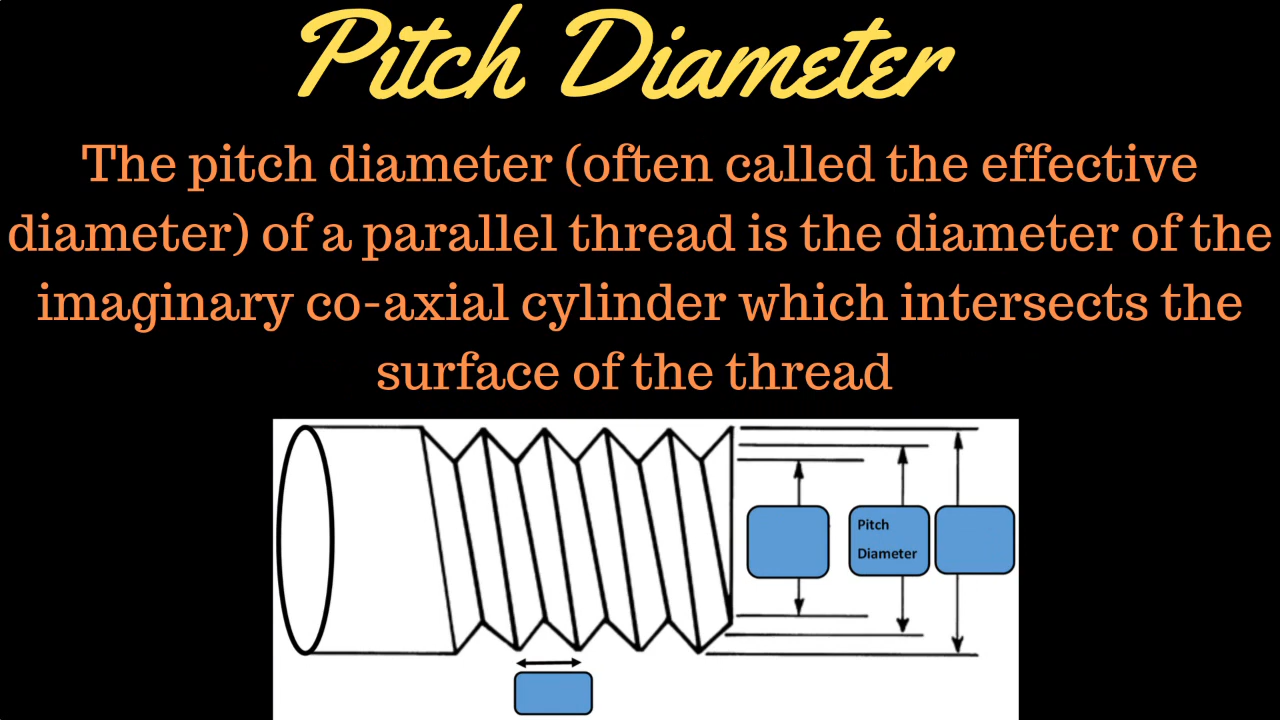 Pitch Diameter
The pitch diameter (often called the effective
diameter) of a parallel thread is the diameter of the
imaginary co-axial cylinder which intersects the
surface of the thread
Pitch
Diameter